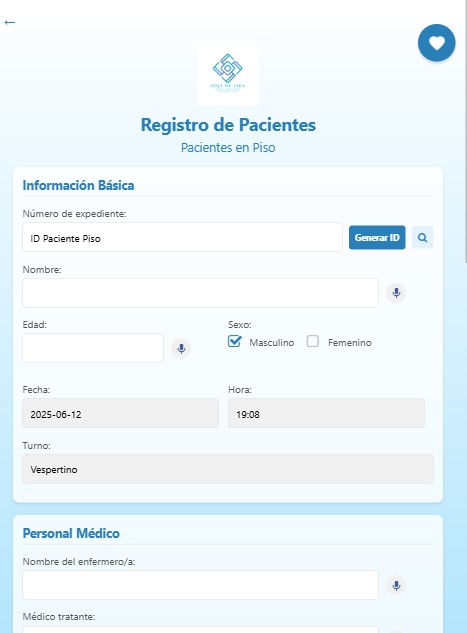 ←
HOJA DE VIDA
Registro de Pacientes
Pacientes en Piso
Información Básica
Número de expediente:
ID Paciente Piso
Generar ID
Nombre:
Edad:
Sexo:
Masculino
Femenino
Fecha:
Hora:
2025-06-12
19:08
Turno:
Vespertino
Personal Médico
Nombre del enfermero/a:
Médico tratante: